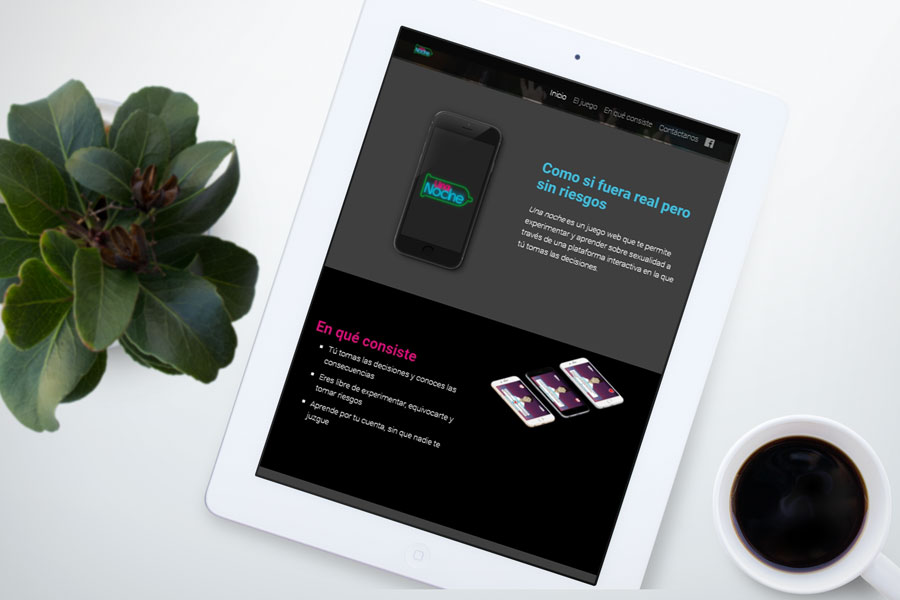 Una
Noche
Inicio El juego En qué consiste Contáctanos
Una
Noche
Como si fuera real pero
sin riesgos
Una noche es un juego web que te permite
experimentar y aprender sobre sexualidad a
través de una plataforma interactiva en la que
tú tomas las decisiones.
En qué consiste
Tú tomas las decisiones y conoces las
consecuencias
Eres libre de experimentar, equivocarte y
tomar riesgos
Aprende por tu cuenta, sin que nadie te
juzgue